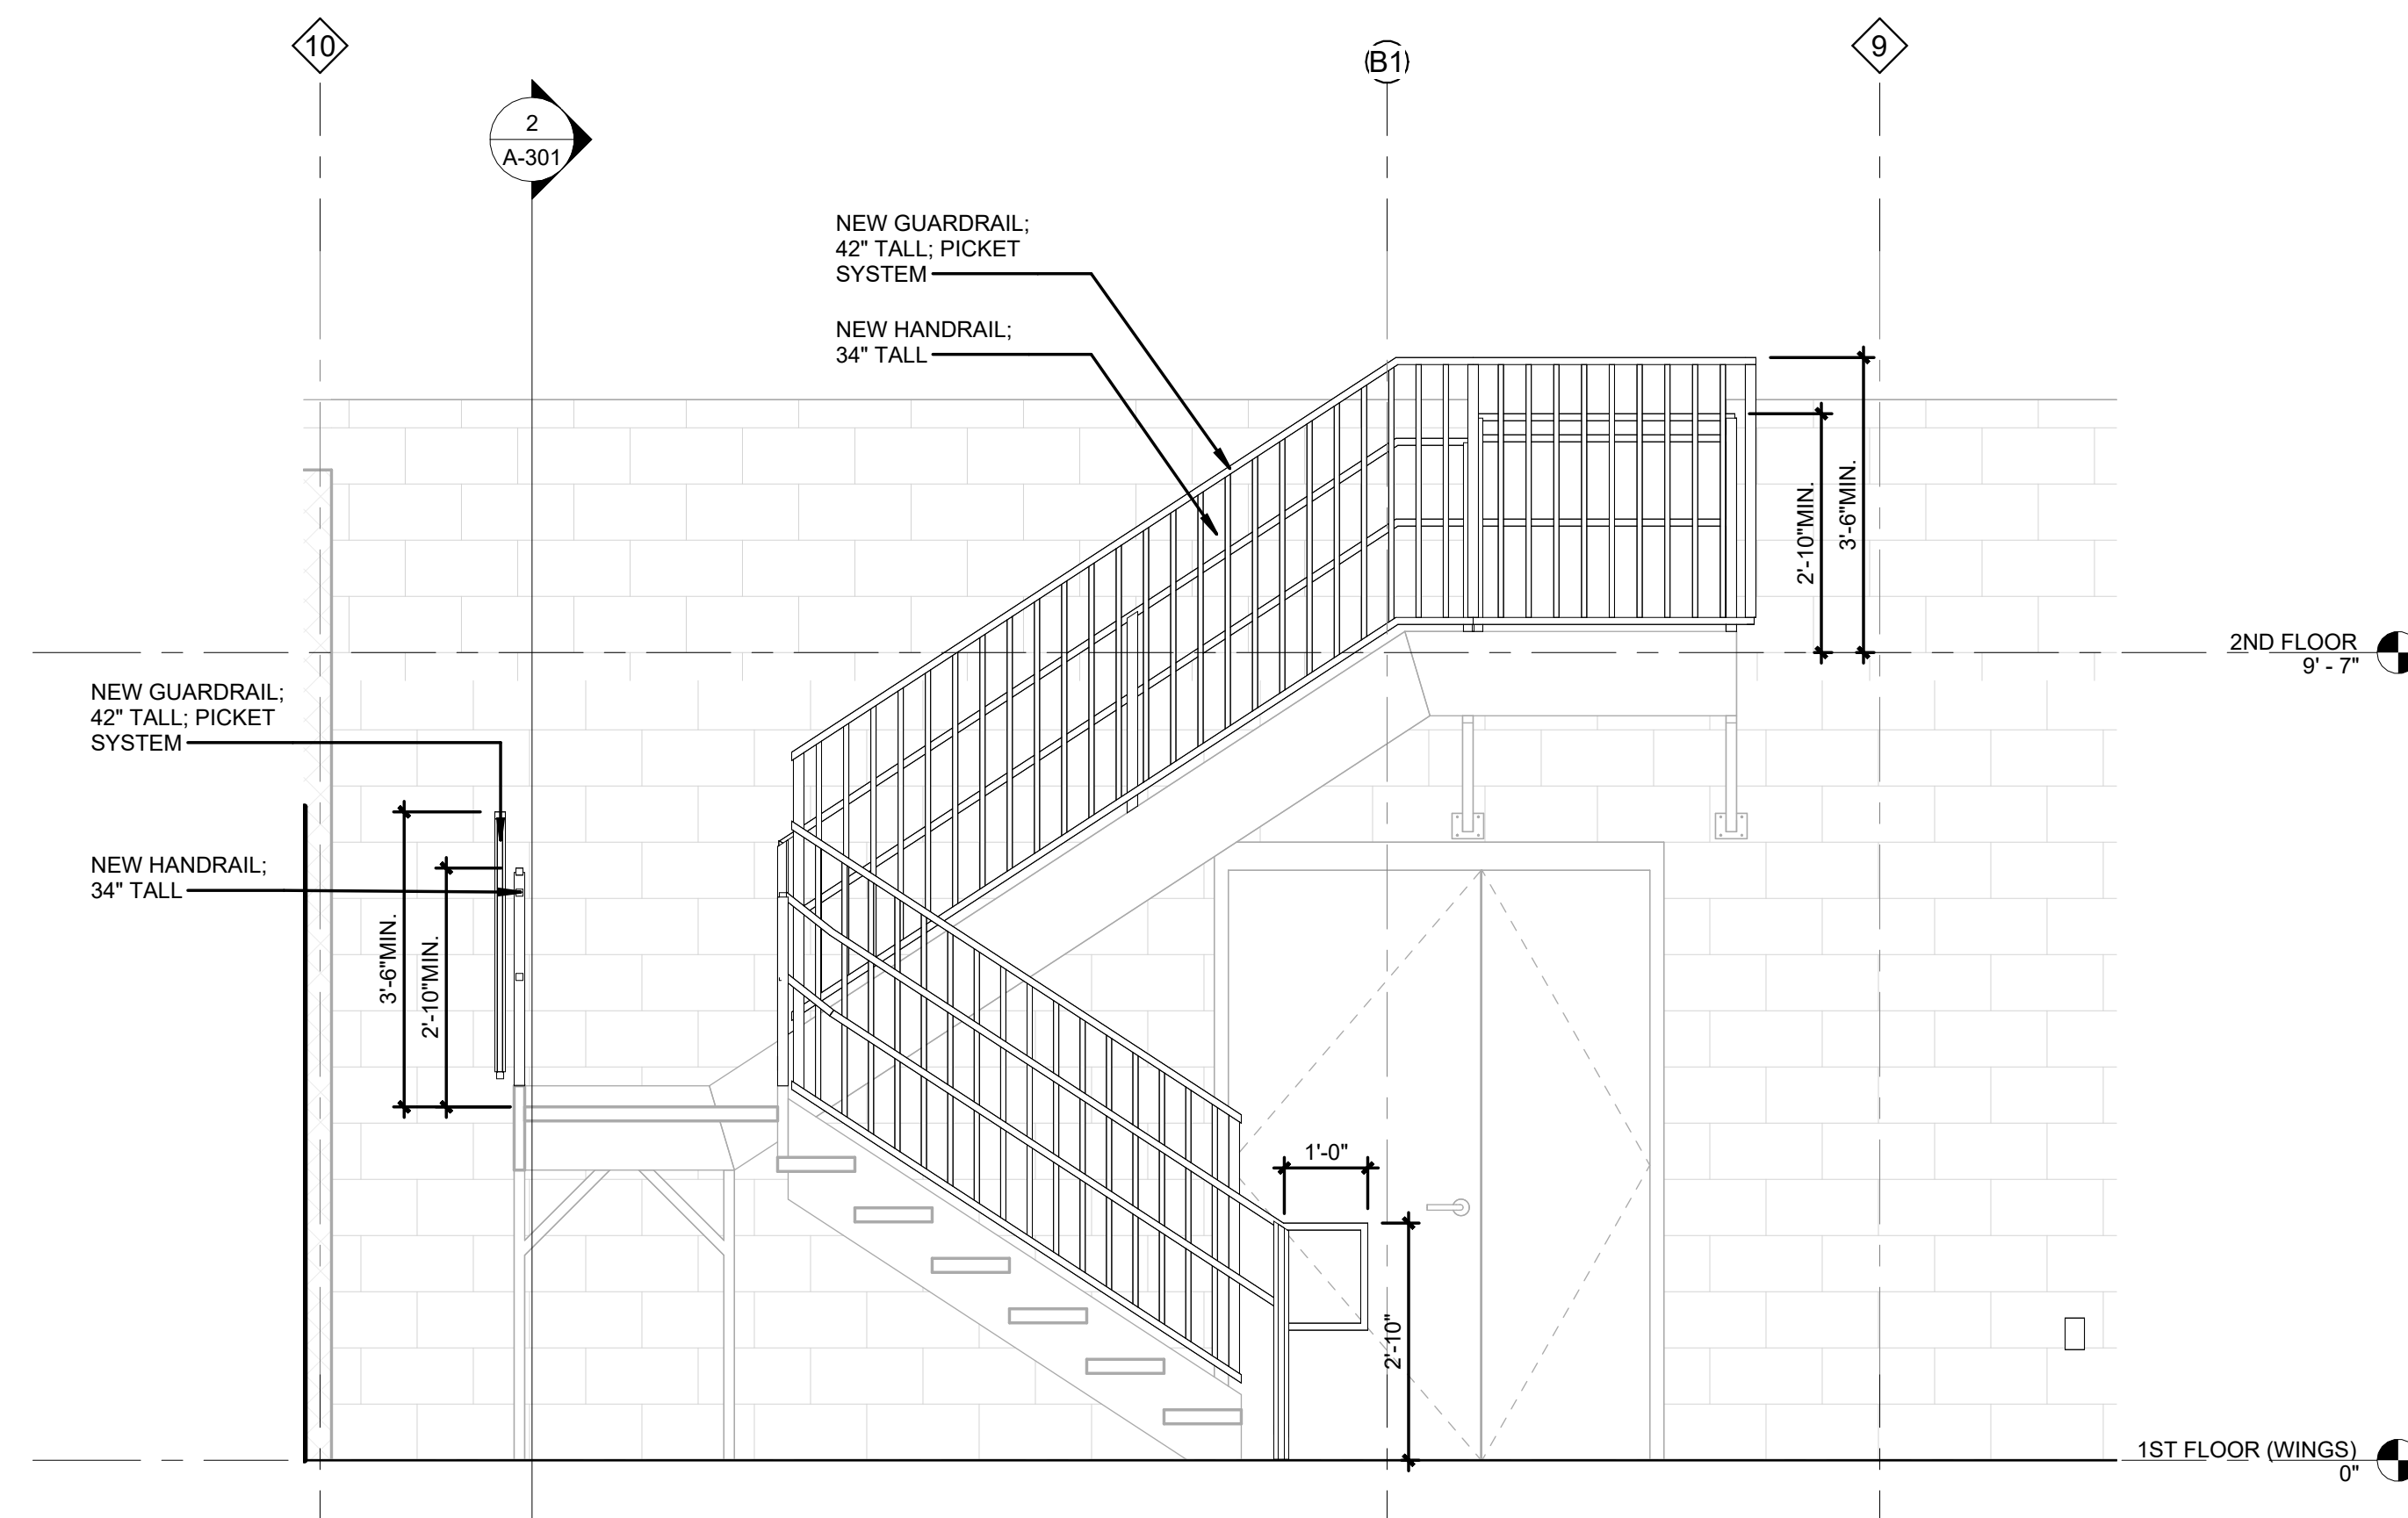 10
B1
9
2
A-301
NEW GUARDRAIL;
42" TALL; PICKET
SYSTEM
NEW HANDRAIL;
34" TALL
2'-10"MIN.
3'-6"MIN.
2ND FLOOR
9' - 7"
NEW GUARDRAIL;
42" TALL; PICKET
SYSTEM
NEW HANDRAIL;
34" TALL
3'-6"MIN.
2'-10"MIN.
1'-0"
2'-10"
1ST FLOOR (WINGS)
0"